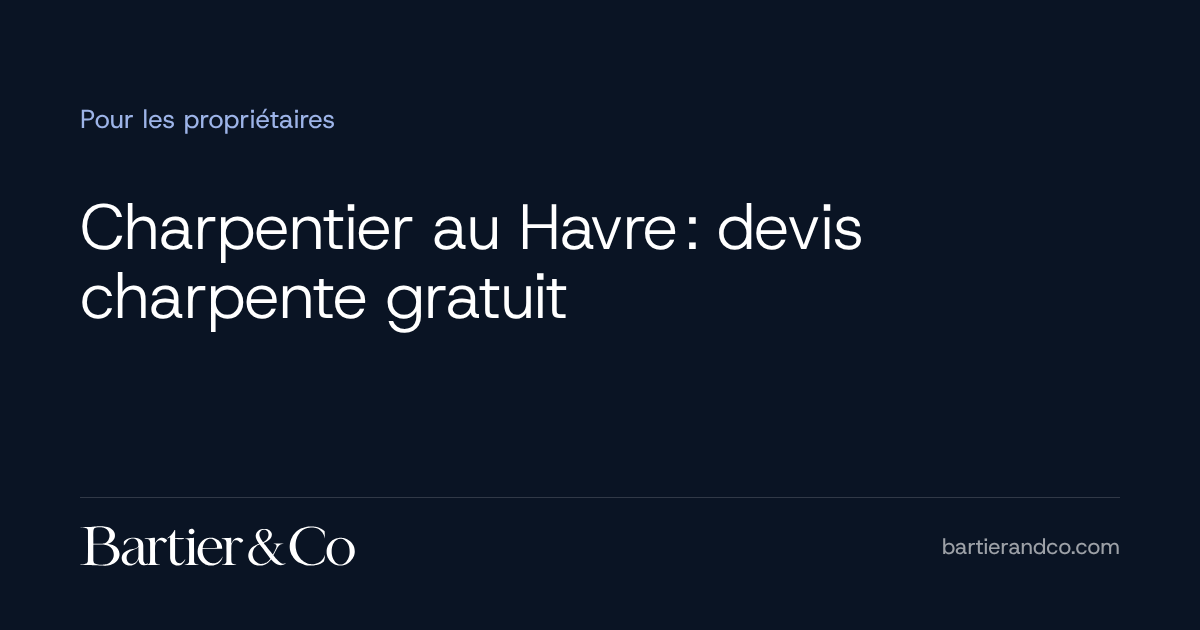 Pour les propriétaires
Charpentier au Havre : devis
charpente gratuit
Bartier & Co
bartierandco.com